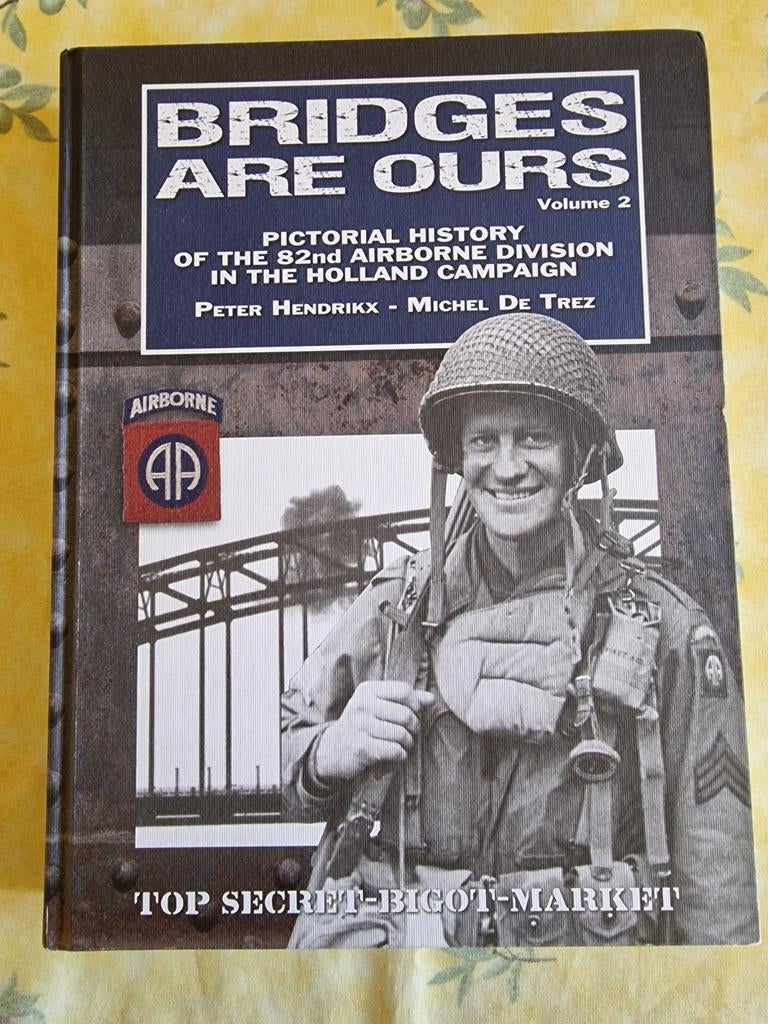 BRIDGES
ARE OURS
Volume 2
PICTORIAL HISTORY
OF THE 82nd AIRBORNE DIVISION
IN THE HOLLAND CAMPAIGN
PETER HENDRIKX - MICHEL DE TREZ
AIRBORNE
AA
TOP SECRET-BIGOT-MARKET